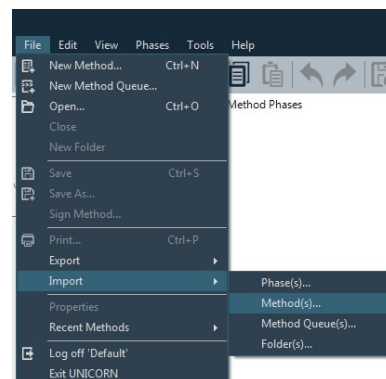 File Edit View Phases Tools Help
New Method... Ctrl+N
New Method Queue...
Open... Ctrl+O
Method Phases
Close
New Folder
Save Ctrl+S
Save As...
Sign Method...
Print... Ctrl+P
Export
Import
Phase(s)...
Properties
Method(s)...
Recent Methods
Method Queue(s)...
Folder(s)...
Log off 'Default'
Exit UNICORN